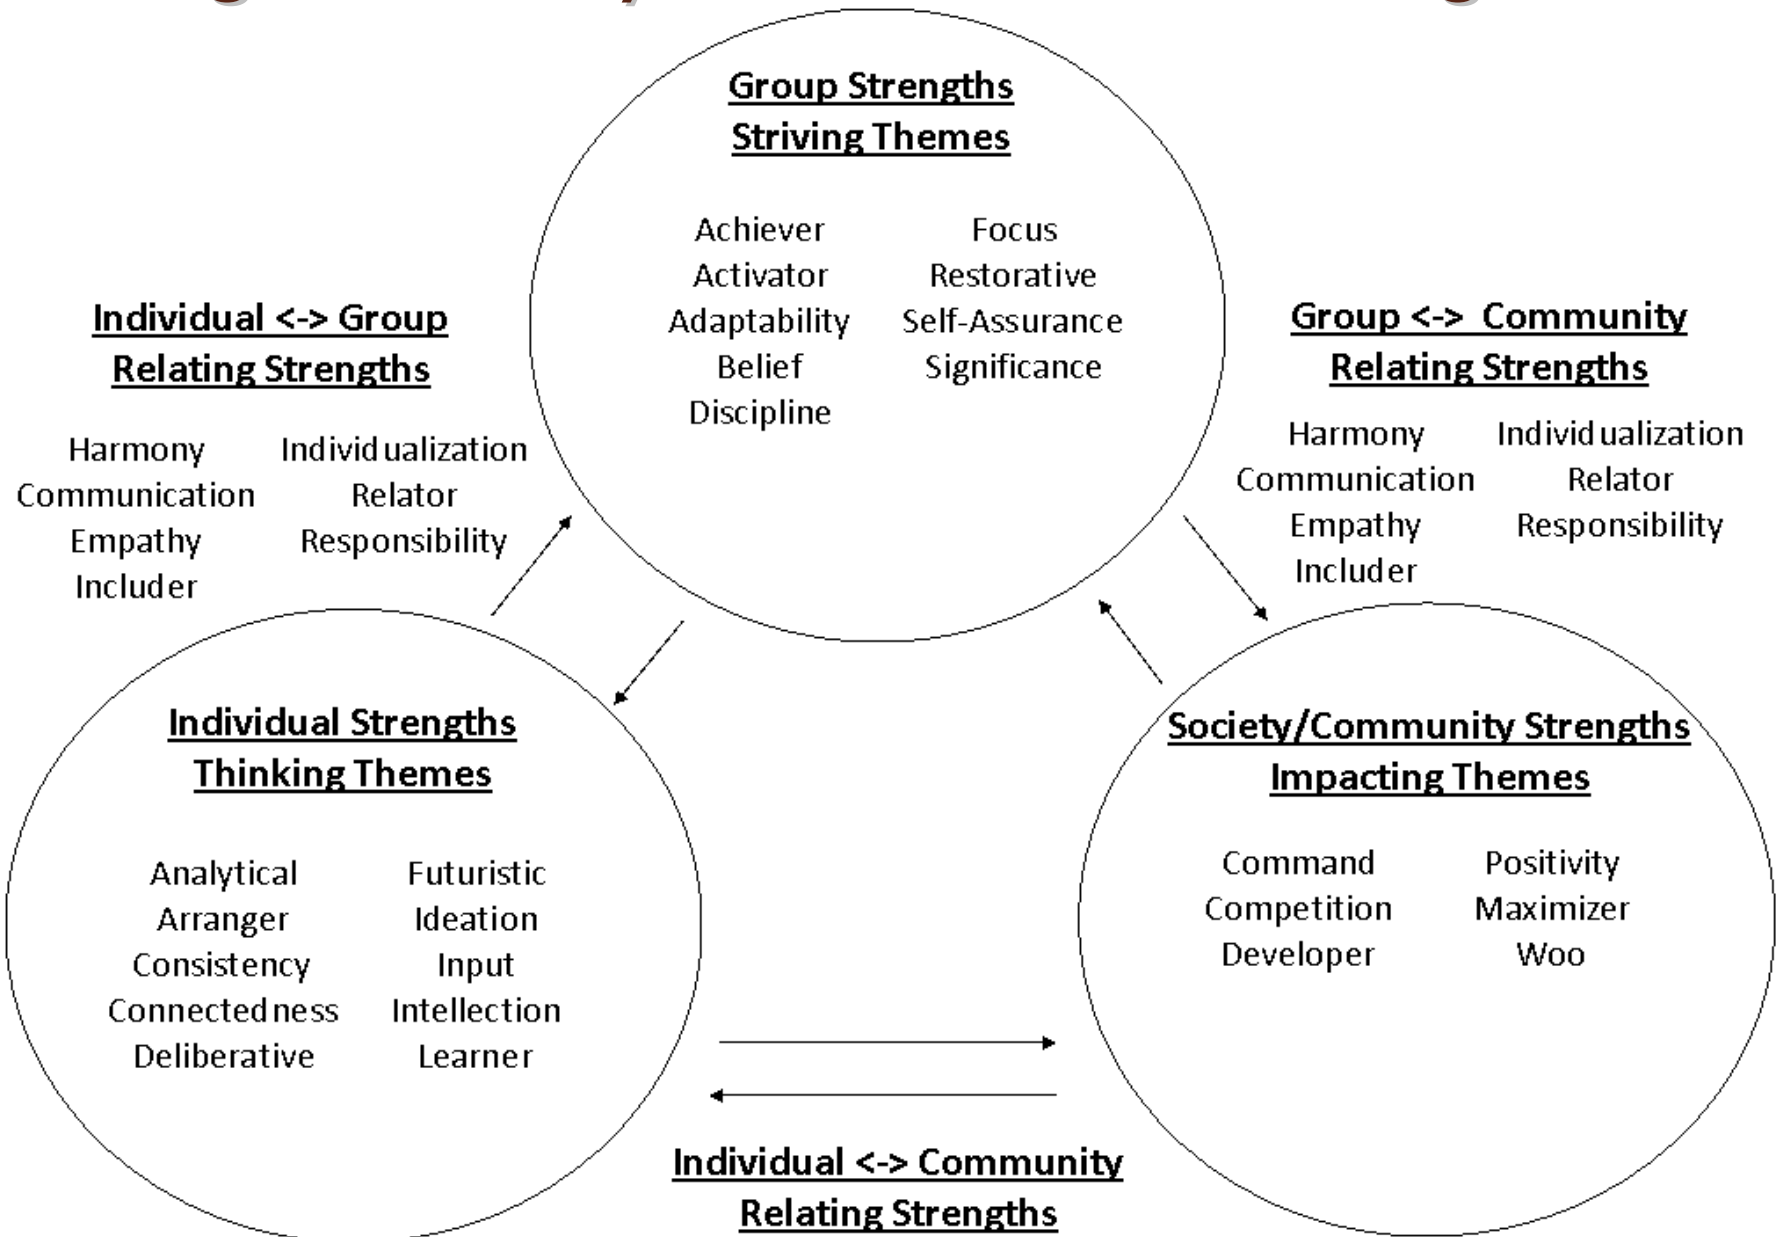 Group Strengths
Striving Themes
Achiever Focus
Activator Restorative
Adaptability Self-Assurance
Belief Significance
Discipline
Individual <-> Group
Relating Strengths
Harmony Individualization
Communication Relator
Empathy Responsibility
Includer
Group <-> Community
Relating Strengths
Harmony Individualization
Communication Relator
Empathy Responsibility
Includer
Individual Strengths
Thinking Themes
Analytical Futuristic
Arranger Ideation
Consistency Input
Connectedness Intellection
Deliberative Learner
Society/Community Strengths
Impacting Themes
Command Positivity
Competition Maximizer
Developer Woo
Individual <-> Community
Relating Strengths